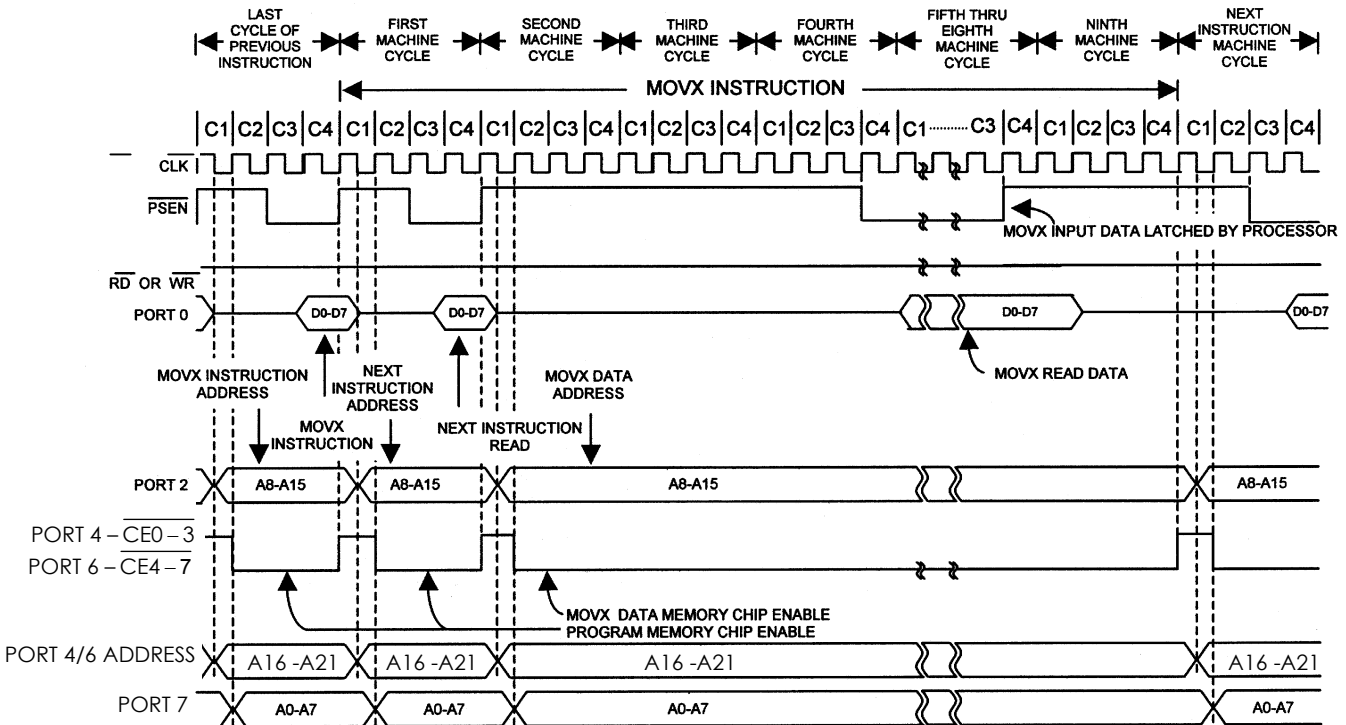 LAST
CYCLE OF
PREVIOUS
INSTRUCTION
FIRST
MACHINE
CYCLE
SECOND
MACHINE
CYCLE
THIRD
MACHINE
CYCLE
FOURTH
MACHINE
CYCLE
FIFTH THRU
EIGHTH
MACHINE
CYCLE
NINTH
MACHINE
CYCLE
NEXT
INSTRUCTION
MACHINE
CYCLE
MOVX INSTRUCTION
C1 C2 C3 C4 C1 C2 C3 C4 C1 C2 C3 C4 C1 C2 C3 C4 C1 C2 C3 C4 C1 ......... C3 C4 C1 C2 C3 C4 C1 C2 C3 C4
CLK
PSEN
MOVX INPUT DATA LATCHED BY PROCESSOR
RD OR WR
PORT 0
D0-D7
D0-D7
D0-D7
D0-D7
MOVX INSTRUCTION
ADDRESS
NEXT
INSTRUCTION
ADDRESS
MOVX DATA
ADDRESS
MOVX READ DATA
MOVX
INSTRUCTION
NEXT INSTRUCTION
READ
PORT 2
A8-A15
A8-A15
A8-A15
A8-A15
PORT 4 – CE0 – 3
PORT 6 – CE4 – 7
MOVX DATA MEMORY CHIP ENABLE
PROGRAM MEMORY CHIP ENABLE
PORT 4/6 ADDRESS
A16 -A21
A16 -A21
A16 -A21
A16 -A21
PORT 7
A0-A7
A0-A7
A0-A7
A0-A7